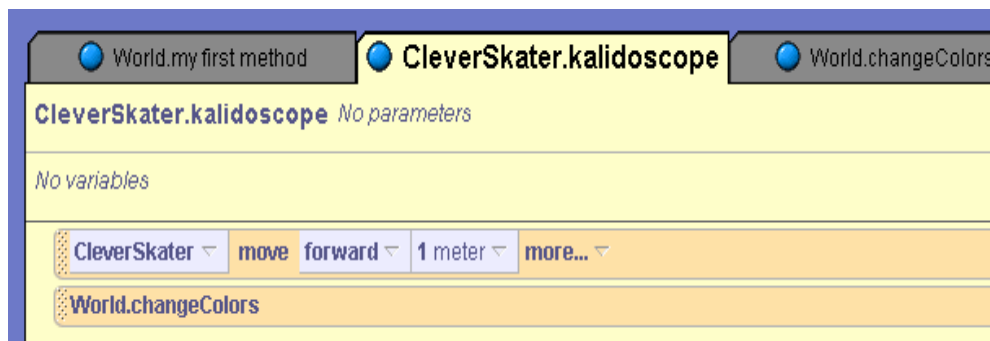 World.my first method CleverSkater.kalidoscope World.changeColors
CleverSkater.kalidoscope No parameters
No variables
CleverSkater move forward 1 meter more...
World.changeColors